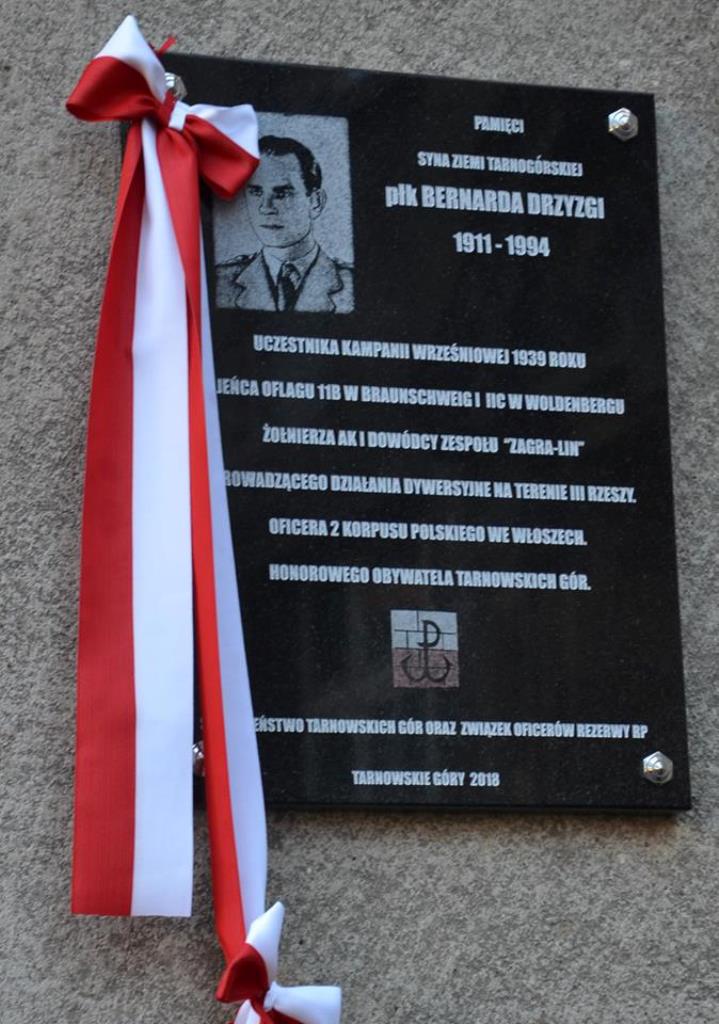 PAMIĘCI
SYNA ZIEMI TARNOGÓRSKIEJ
płk BERNARDA DRZYZGI
1911 - 1994
UCZESTNIKA KAMPANII WRZEŚNIOWEJ 1939 ROKU
JEŃCA OFLAGU 11B W BRAUNSCHWEIG I IIC W WOLDENBERGU
ŻOŁNIERZA AK I DOWÓDCY ZESPOŁU "ZAGRA-LIN"
ROWADZĄCEGO DZIAŁANIA DYWERSYJNE NA TERENIE III RZESZY.
OFICERA 2 KORPUSU POLSKIEGO WE WŁOSZECH.
HONOROWEGO OBYWATELA TARNOWSKICH GÓR.
EŃSTWO TARNOWSKICH GÓR ORAZ ZWIĄZEK OFICERÓW REZERWY RP
TARNOWSKIE GÓRY 2018